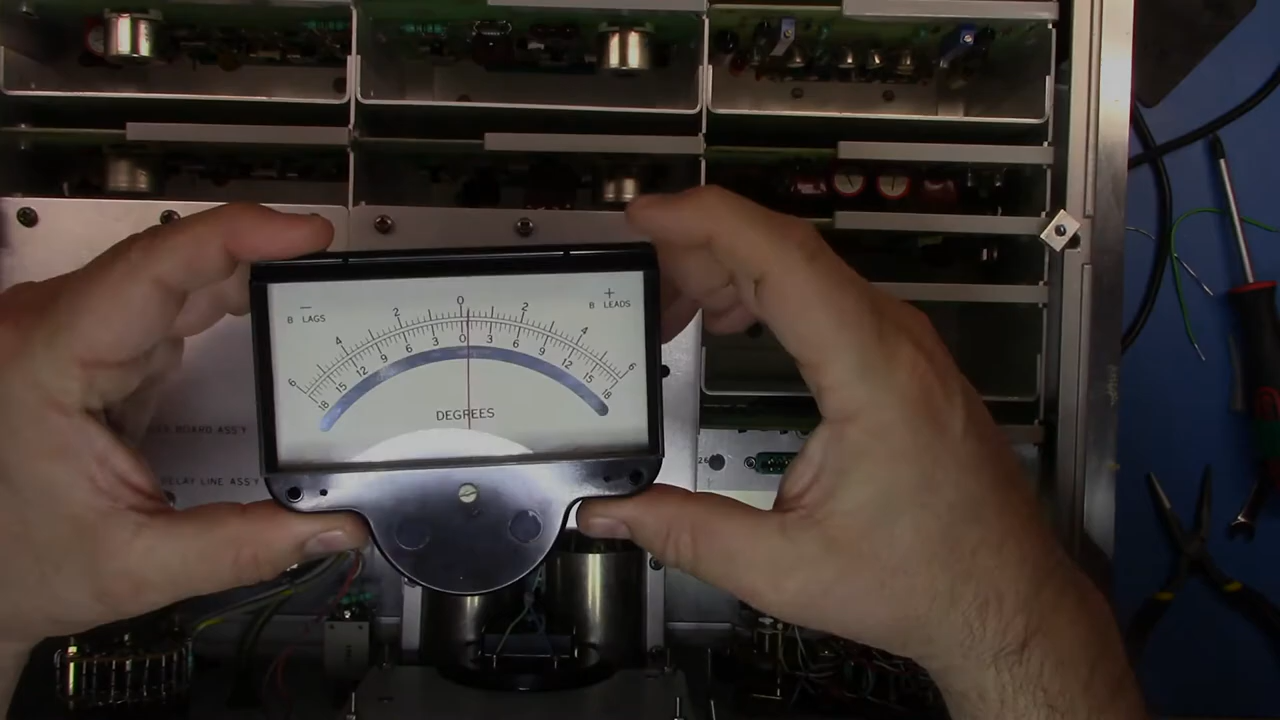 − +
B LAGS B LEADS
6 4 2 0 2 4 6
18 15 12 9 6 3 0 3 6 9 12 15 18
DEGREES
BOARD ASS'Y
DELAY LINE ASS'Y
26